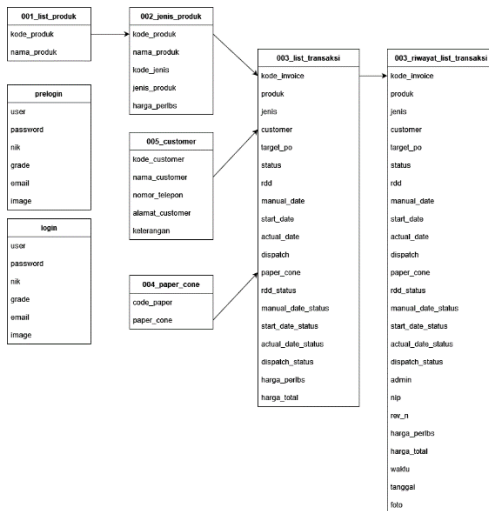 001_list_produk
kode_produk
nama_produk
prelogin
user
password
nik
grade
email
image
login
user
password
nik
grade
email
image
002_jenis_produk
kode_produk
nama_produk
kode_jenis
jenis_produk
harga_perlbs
005_customer
kode_customer
nama_customer
nomor_telepon
alamat_customer
keterangan
004_paper_cone
code_paper
paper_cone
003_list_transaksi
kode_invoice
produk
jenis
customer
target_po
status
rdd
manual_date
start_date
actual_date
dispatch
paper_cone
rdd_status
manual_date_status
start_date_status
actual_date_status
dispatch_status
harga_perlbs
harga_total
003_riwayat_list_transaksi
kode_invoice
produk
jenis
customer
target_po
status
rdd
manual_date
start_date
actual_date
dispatch
paper_cone
rdd_status
manual_date_status
start_date_status
actual_date_status
dispatch_status
admin
nip
rev_n
harga_perlbs
harga_total
waktu
tanggal
foto